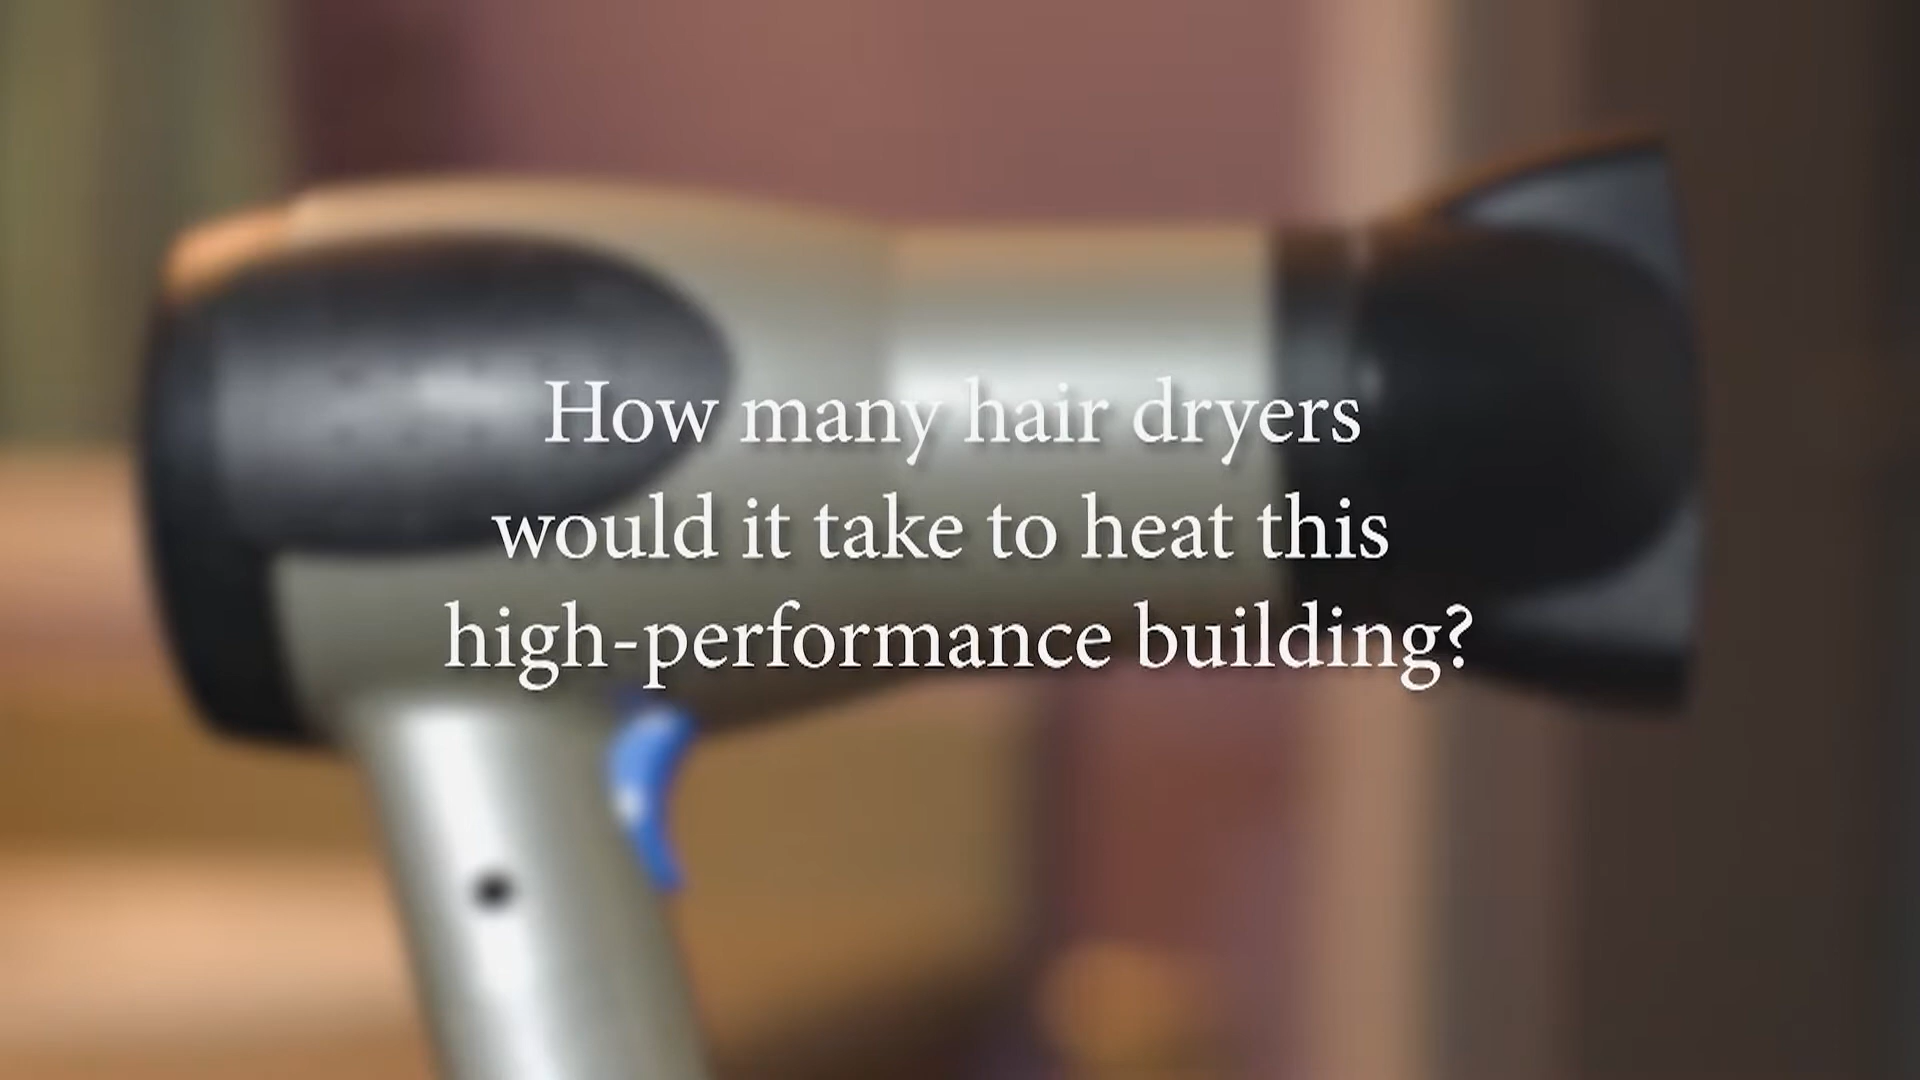 How many hair dryers
would it take to heat this
high-performance building?